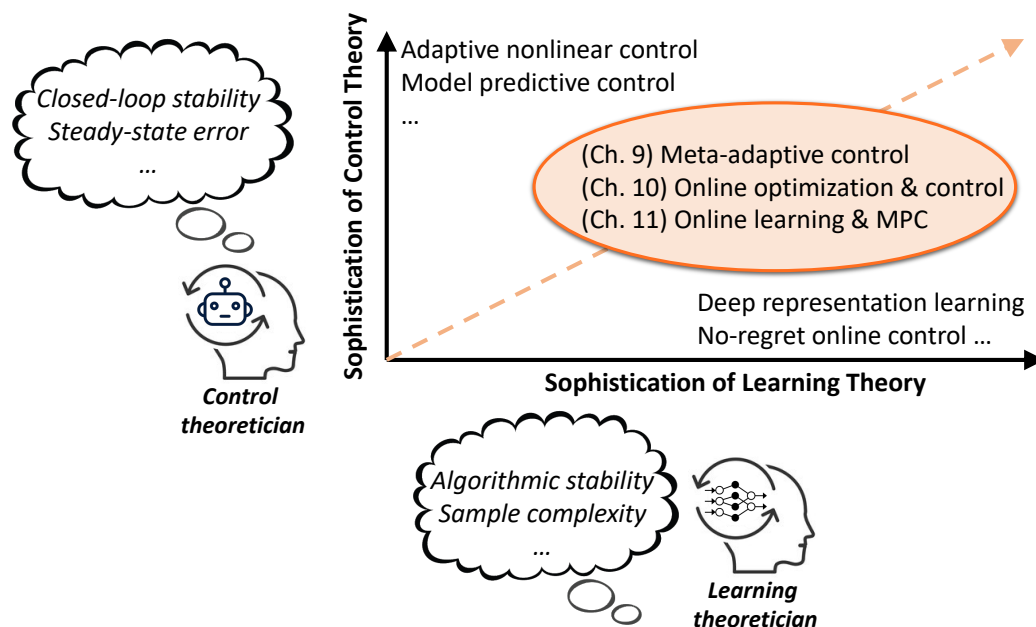 Closed-loop stability
Steady-state error
...
Control
theoretician
Sophistication of Control Theory
Adaptive nonlinear control
Model predictive control
...
(Ch. 9) Meta-adaptive control
(Ch. 10) Online optimization & control
(Ch. 11) Online learning & MPC
Deep representation learning
No-regret online control ...
Sophistication of Learning Theory
Algorithmic stability
Sample complexity
...
Learning
theoretician